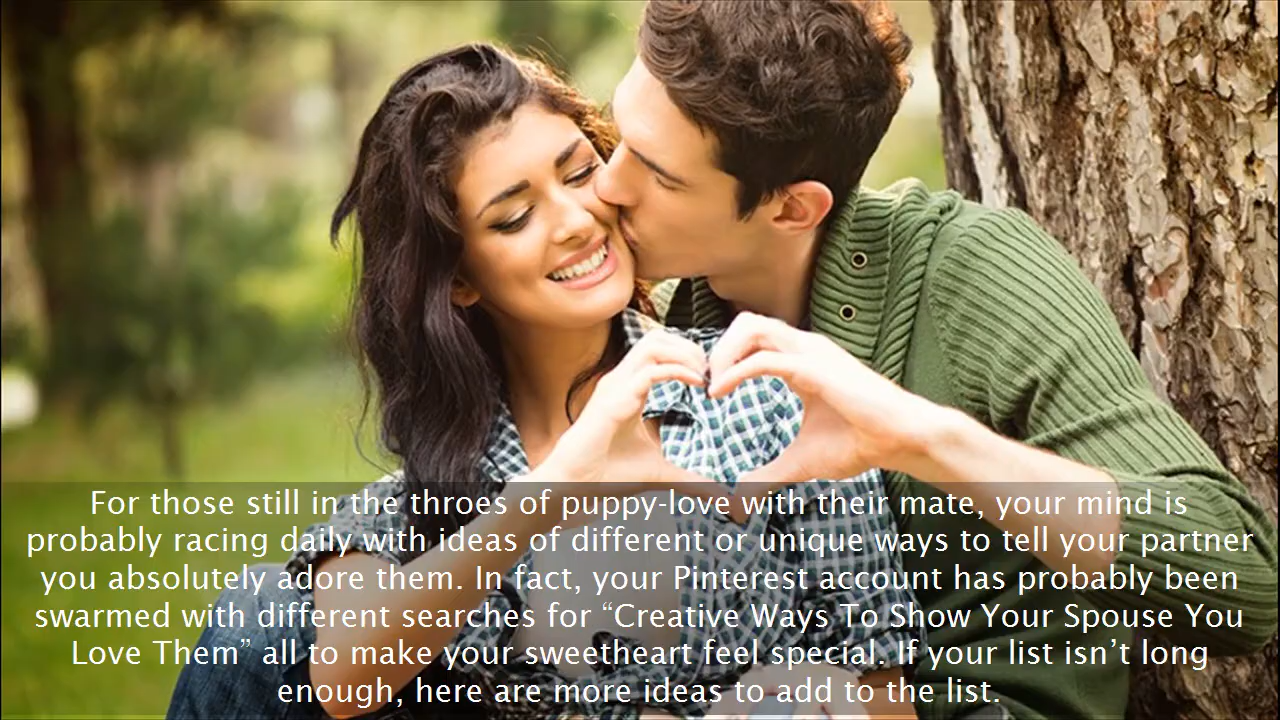 For those still in the throes of puppy-love with their mate, your mind is
probably racing daily with ideas of different or unique ways to tell your partner
you absolutely adore them. In fact, your Pinterest account has probably been
swarmed with different searches for “Creative Ways To Show Your Spouse You
Love Them” all to make your sweetheart feel special. If your list isn’t long
enough, here are more ideas to add to the list.